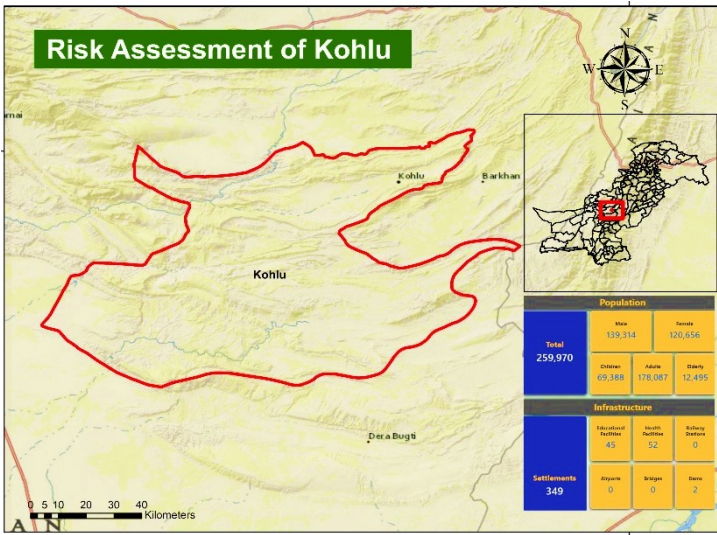 Risk Assessment of Kohlu
N
W
E
S
Kohlu
Barkhan
Kohlu
Dera Bugti
0 5 10 20 30 40
Kilometers
A N
Population
Total
259,970
Male
139,314
Female
120,656
Children
69,388
Adults
178,087
Elderly
12,495
Infrastructure
Settlements
349
Educational
Facilities
45
Health
Facilities
52
Railway
Stations
0
Airports
0
Bridges
0
Dams
2